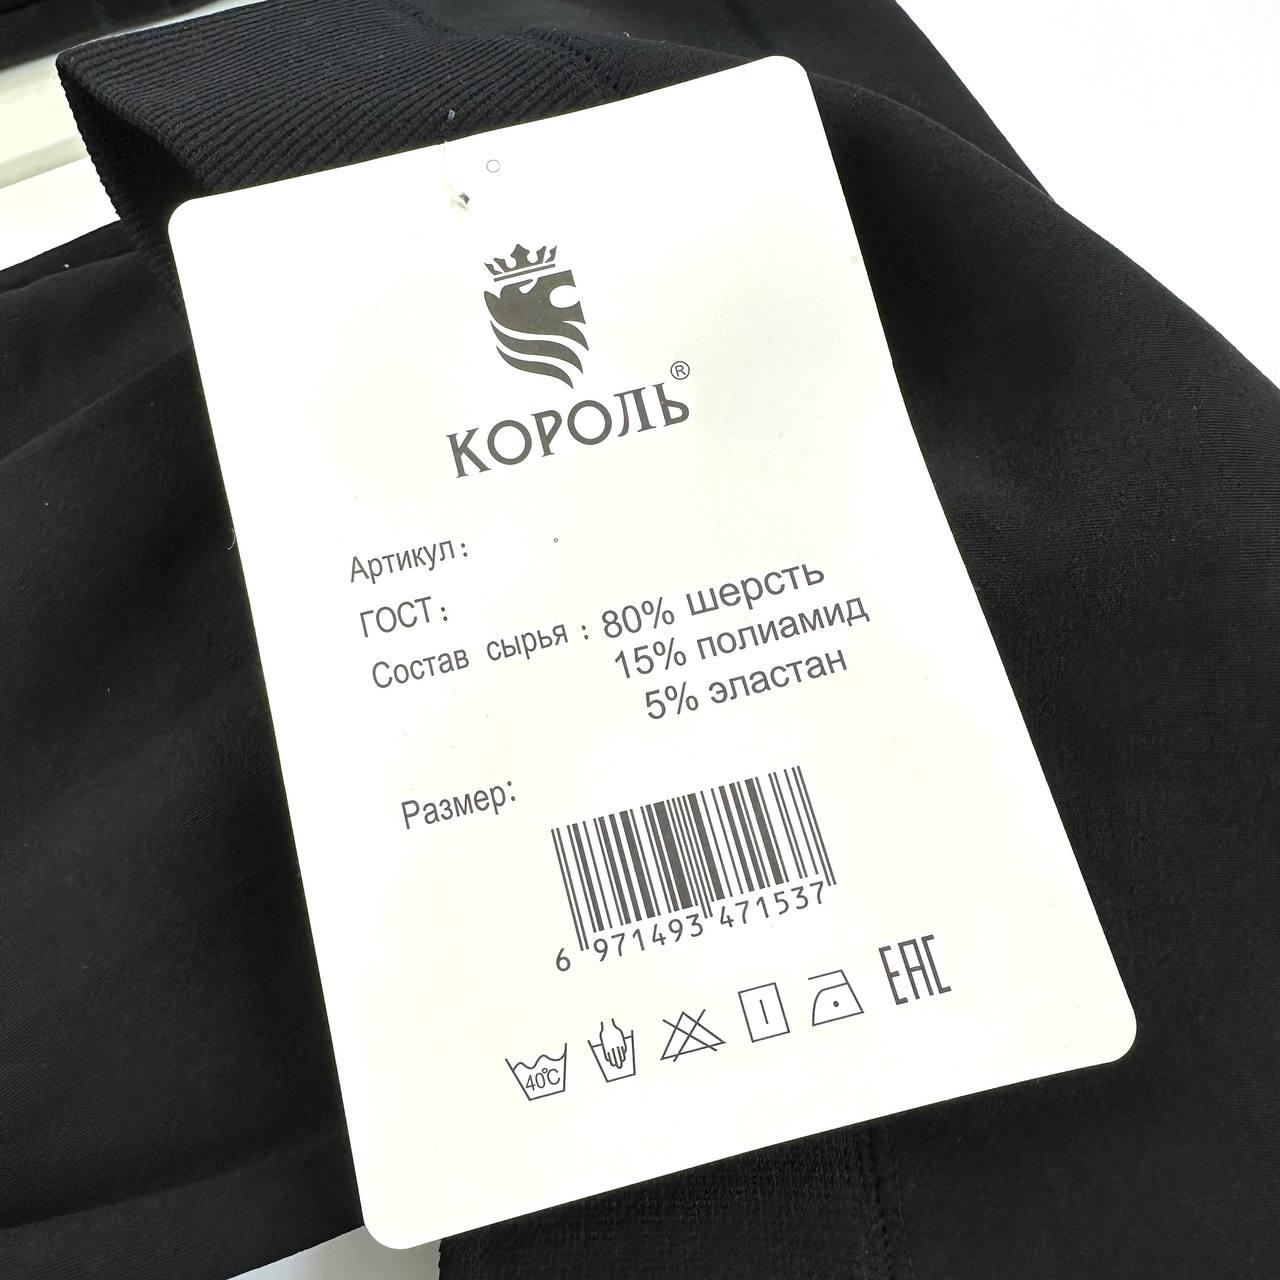 КОРОЛЬ®
Артикул:
ГОСТ:
Состав сырья : 80% шерсть
15% полиамид
5% эластан
Размер:
6 971493 471537
40°C
EAC